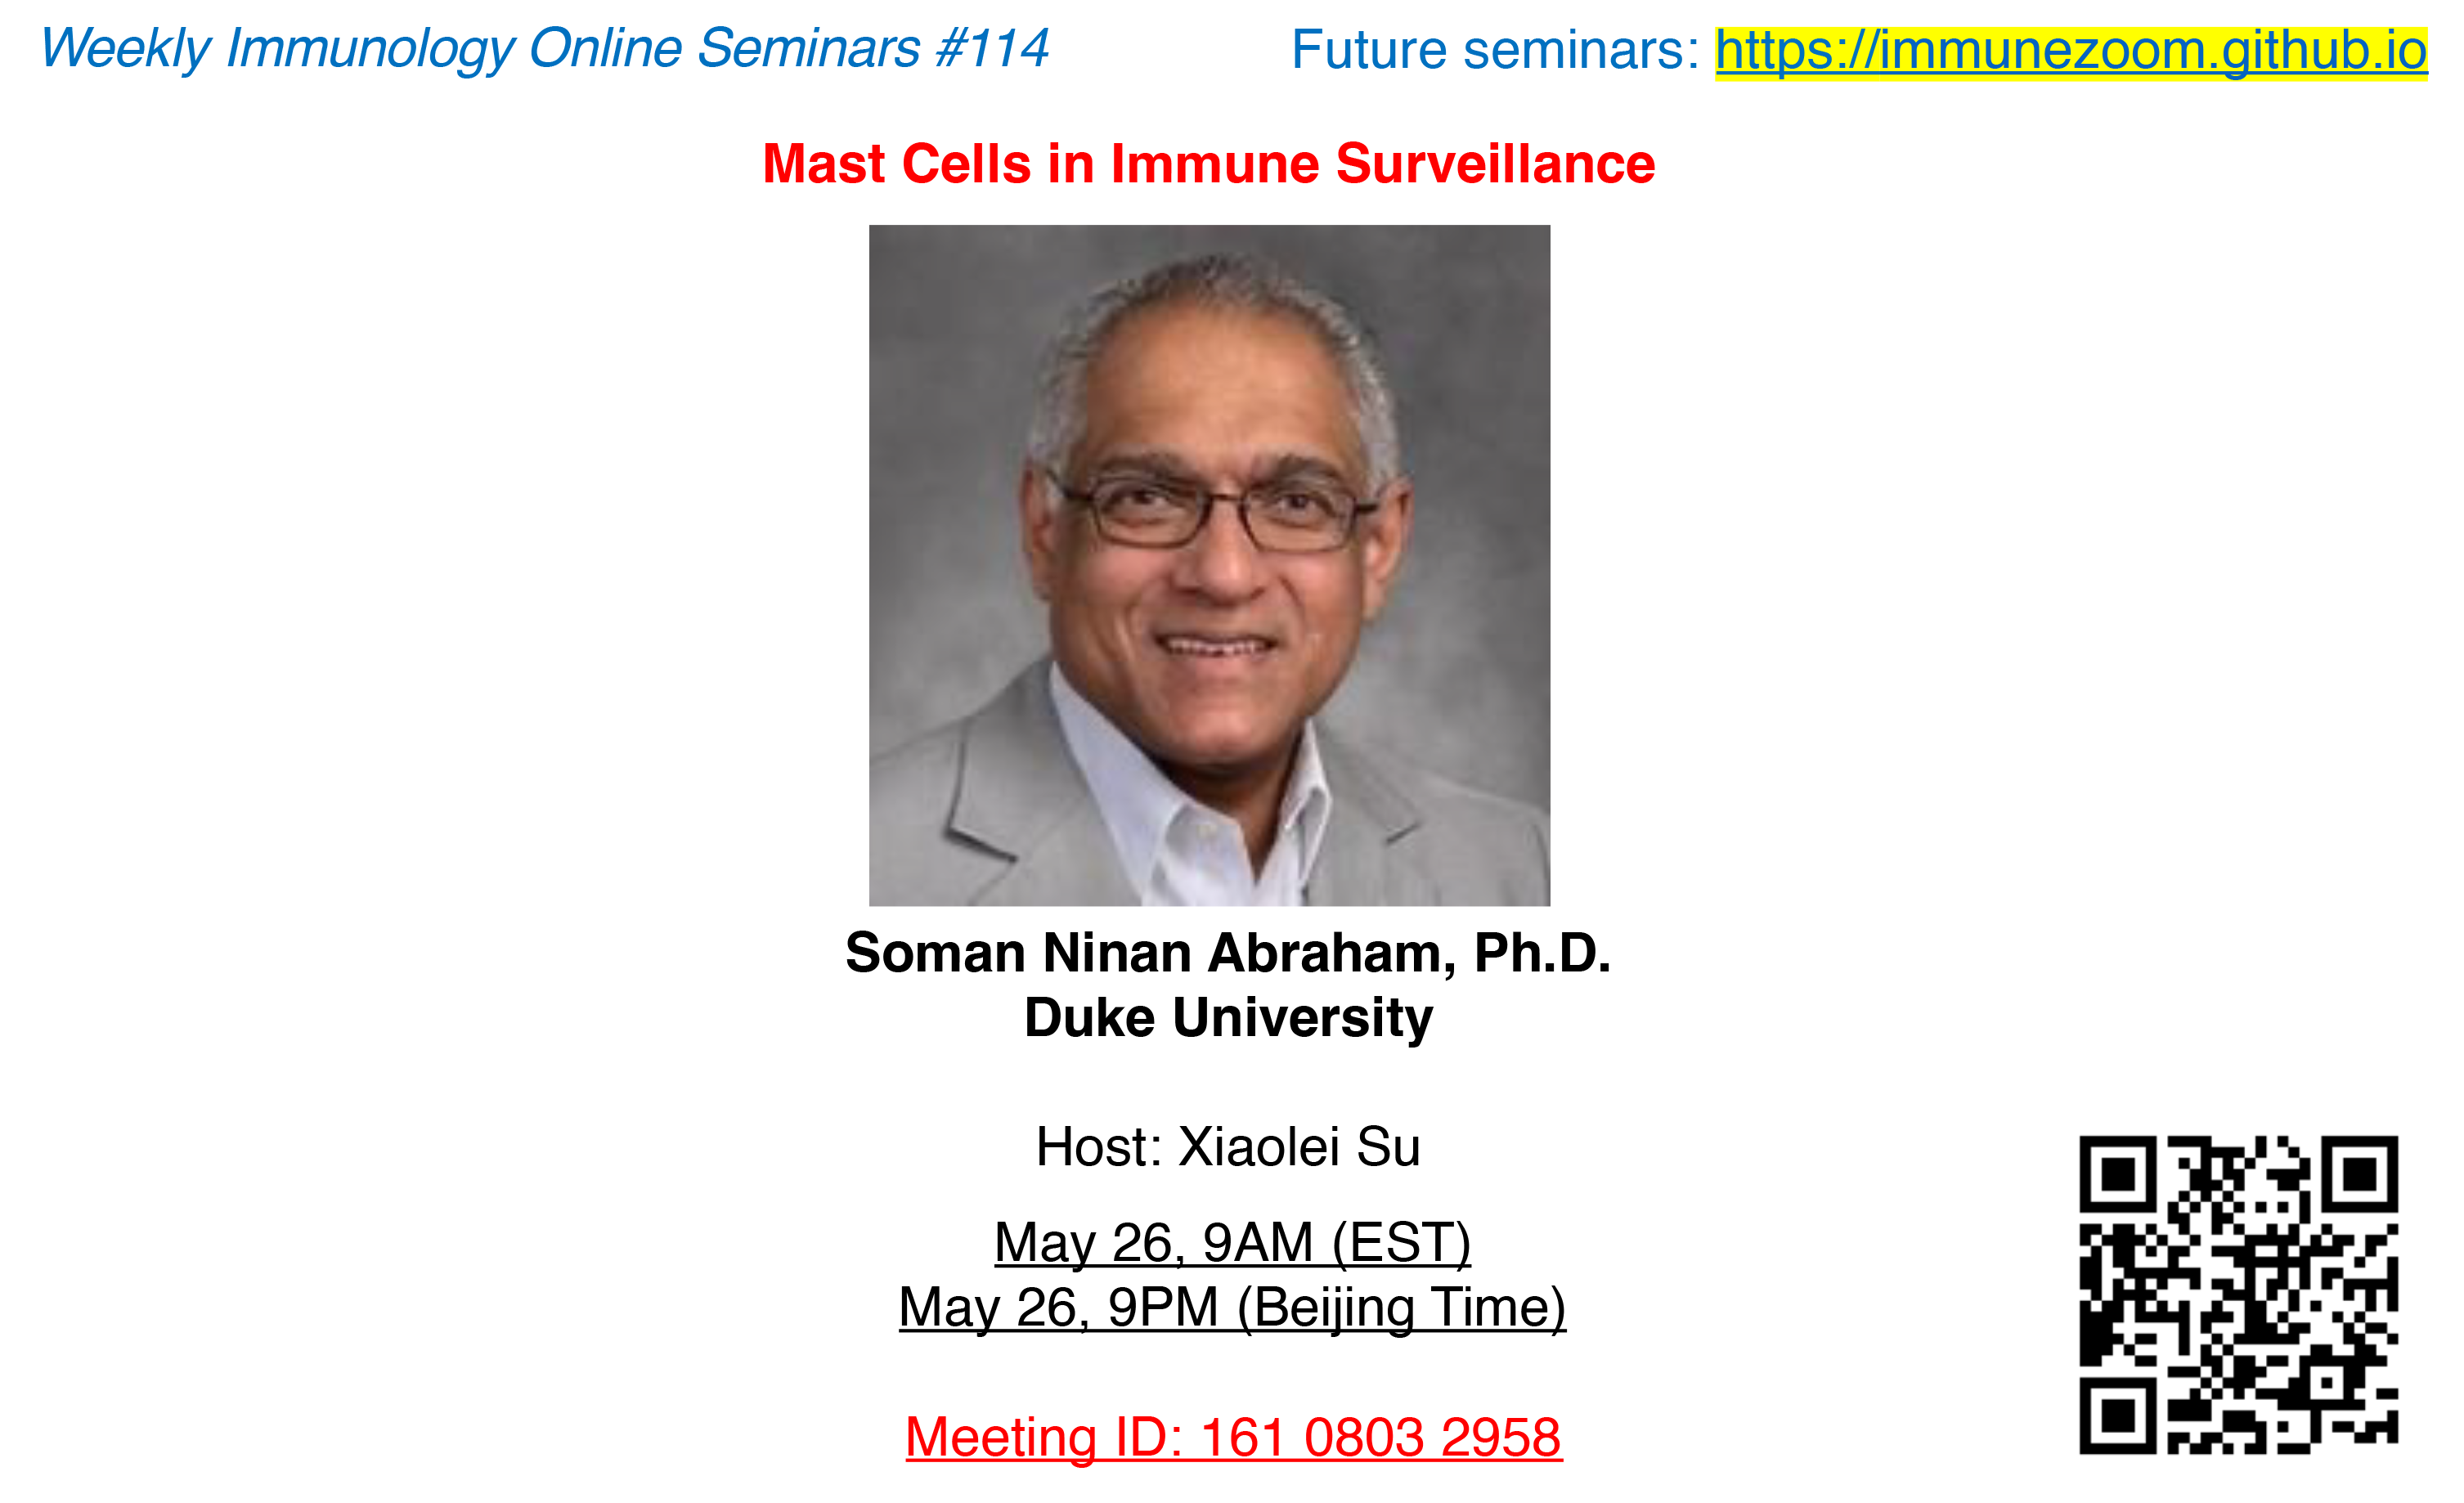 Weekly Immunology Online Seminars #114
Future seminars: https://immunezoom.github.io
Mast Cells in Immune Surveillance
Soman Ninan Abraham, Ph.D.
Duke University
Host: Xiaolei Su
May 26, 9AM (EST)
May 26, 9PM (Beijing Time)
Meeting ID: 161 0803 2958